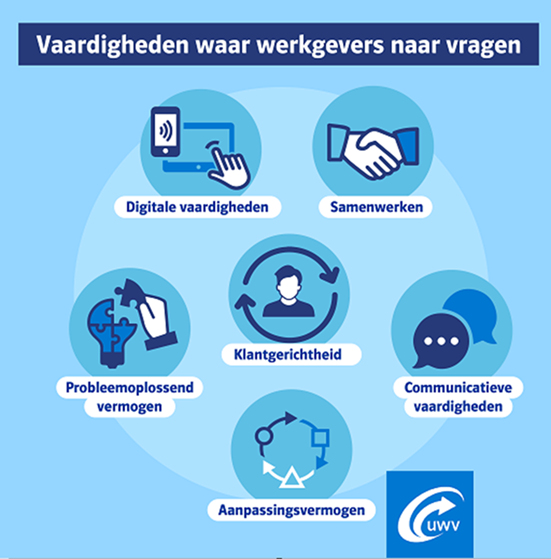 Vaardigheden waar werkgevers naar vragen
Digitale vaardigheden
Samenwerken
Klantgerichtheid
Probleemoplossend
vermogen
Communicatieve
vaardigheden
Aanpassingsvermogen
uwv